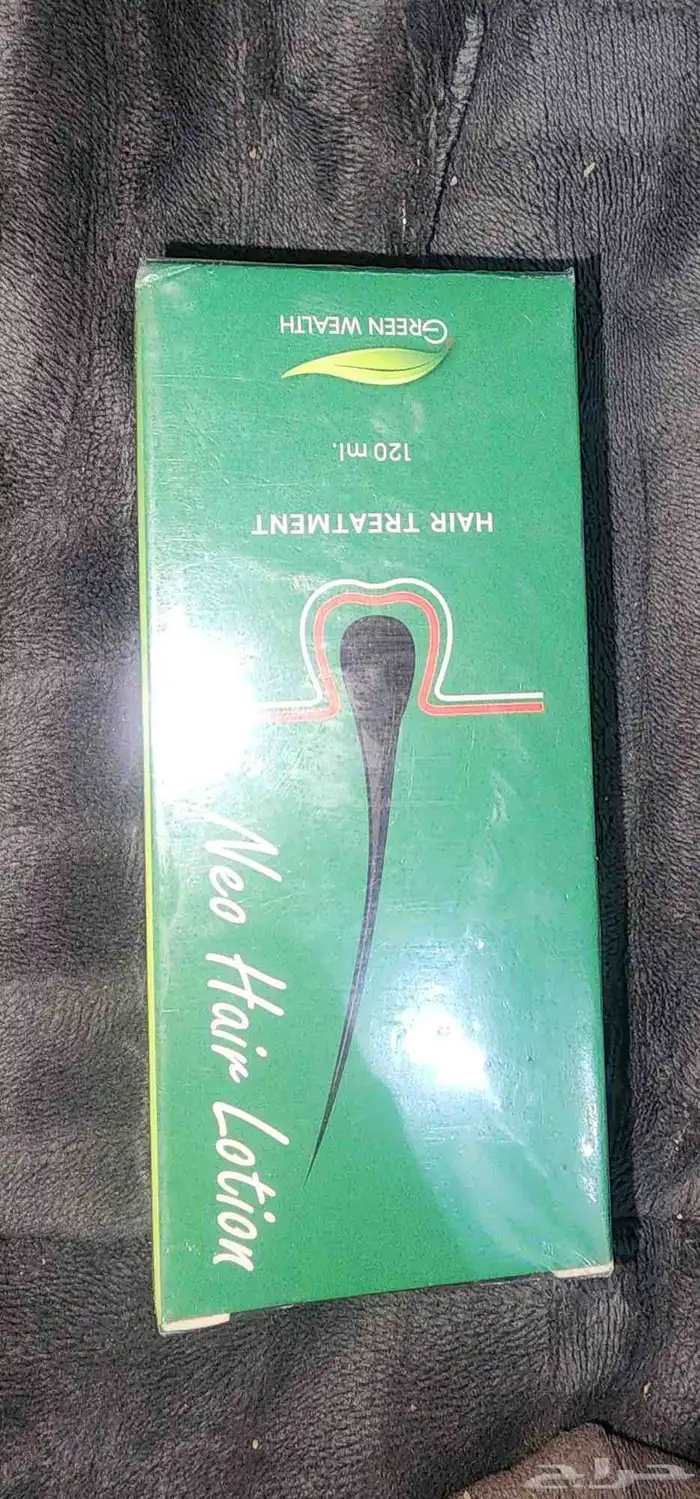 Neo Hair Lotion
HAIR TREATMENT
120 ml.
GREEN WEALTH
حراج